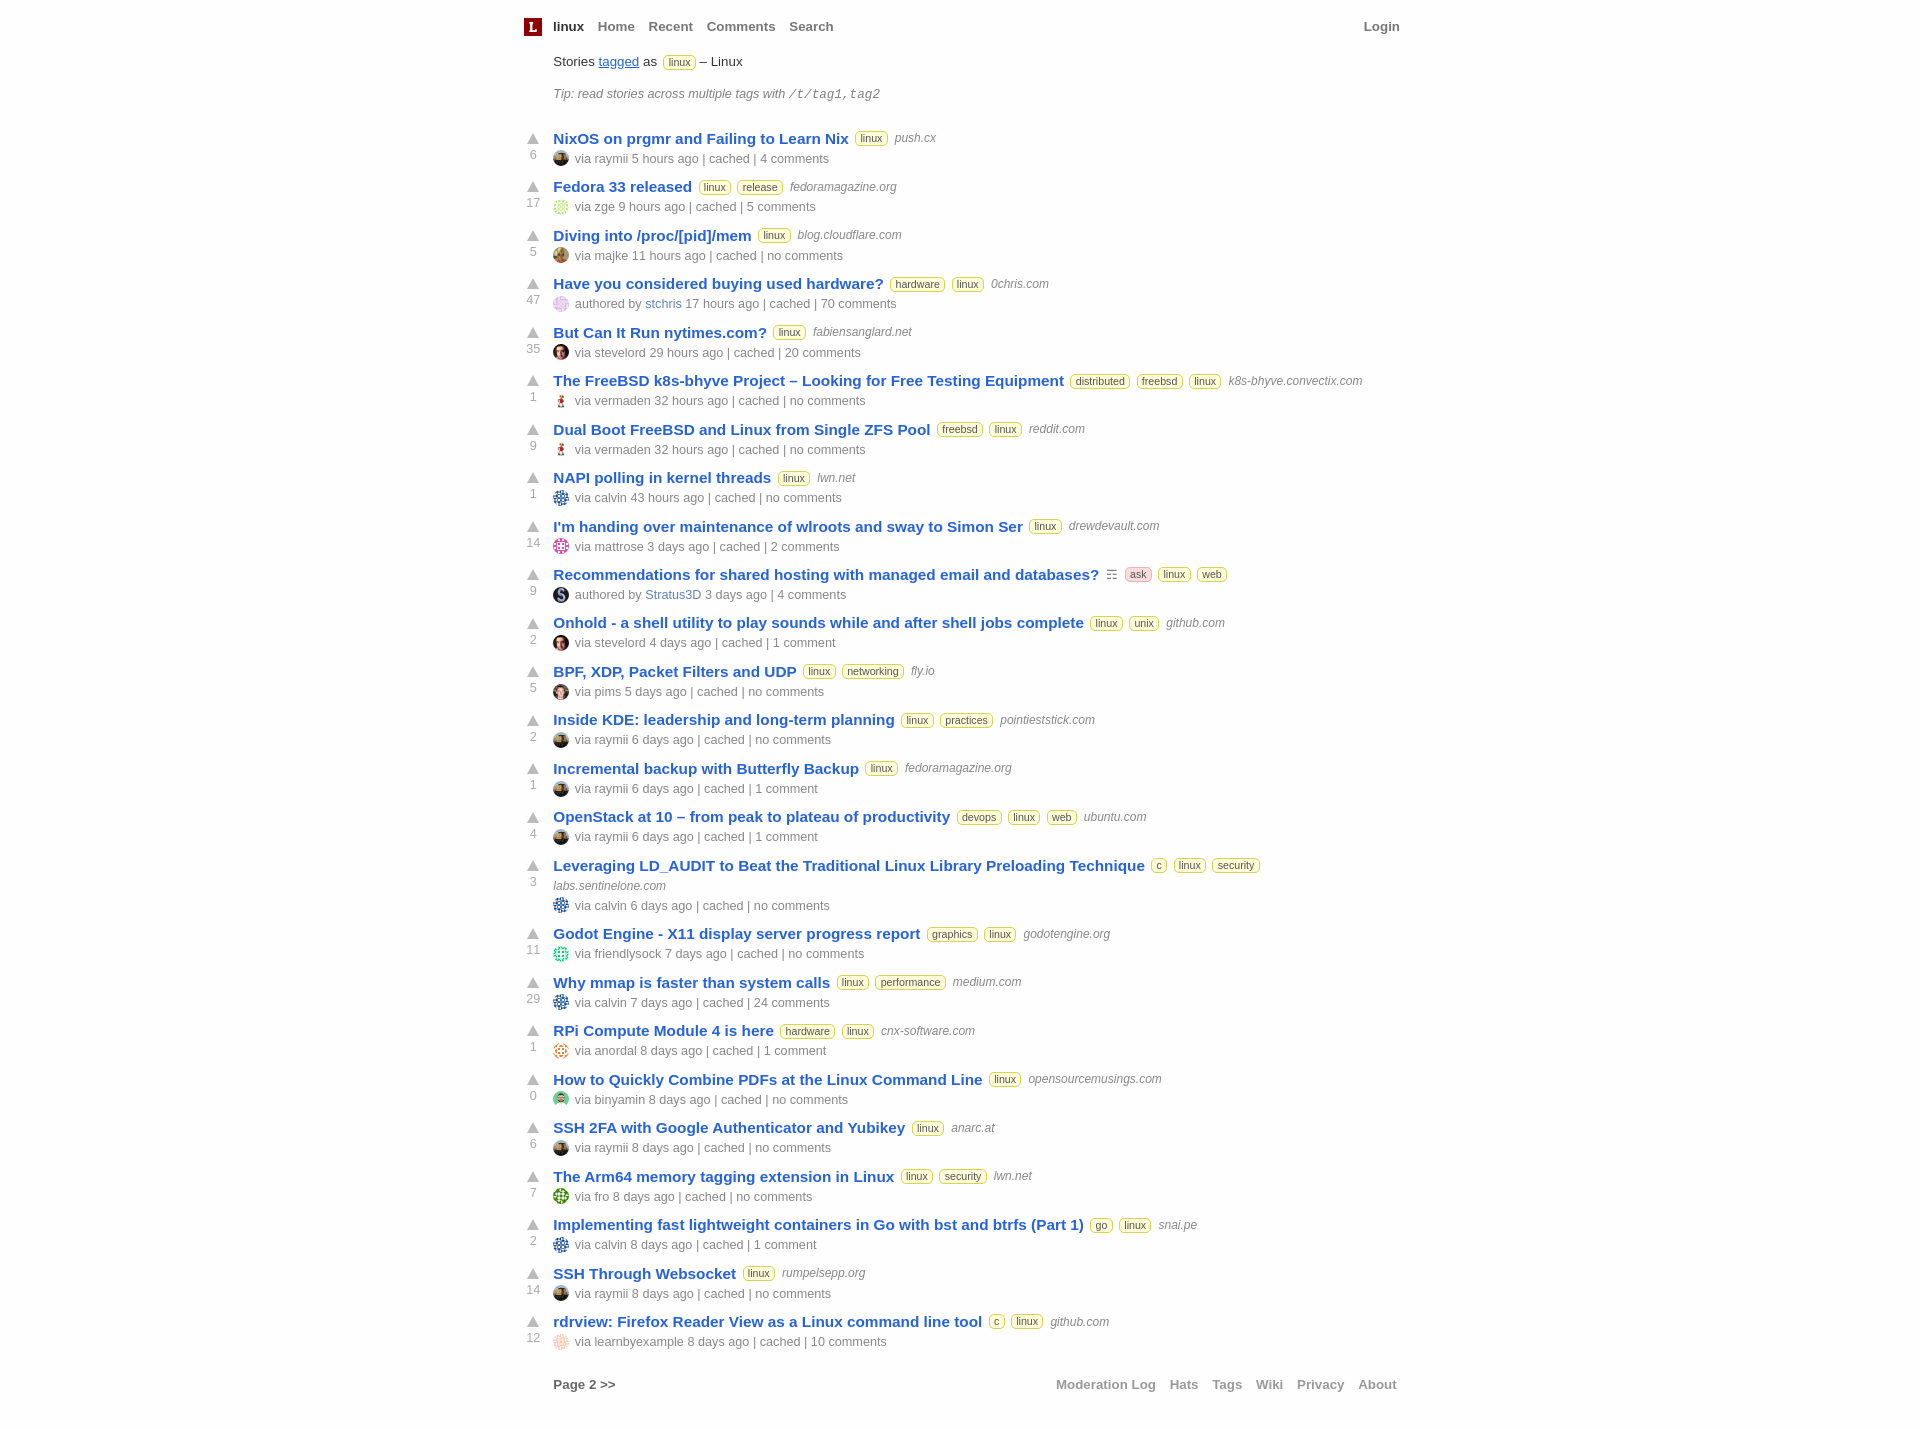 L linux Home Recent Comments Search Login
Stories tagged as linux – Linux
Tip: read stories across multiple tags with /t/tag1,tag2
NixOS on prgmr and Failing to Learn Nix linux push.cx
6 via raymii 5 hours ago | cached | 4 comments
Fedora 33 released linux release fedoramagazine.org
17 via zge 9 hours ago | cached | 5 comments
Diving into /proc/[pid]/mem linux blog.cloudflare.com
5 via majke 11 hours ago | cached | no comments
Have you considered buying used hardware? hardware linux 0chris.com
47 authored by stchris 17 hours ago | cached | 70 comments
But Can It Run nytimes.com? linux fabiensanglard.net
35 via stevelord 29 hours ago | cached | 20 comments
The FreeBSD k8s-bhyve Project – Looking for Free Testing Equipment distributed freebsd linux k8s-bhyve.convectix.com
1 via vermaden 32 hours ago | cached | no comments
Dual Boot FreeBSD and Linux from Single ZFS Pool freebsd linux reddit.com
9 via vermaden 32 hours ago | cached | no comments
NAPI polling in kernel threads linux lwn.net
1 via calvin 43 hours ago | cached | no comments
I'm handing over maintenance of wlroots and sway to Simon Ser linux drewdevault.com
14 via mattrose 3 days ago | cached | 2 comments
Recommendations for shared hosting with managed email and databases? ☶ ask linux web
9 authored by Stratus3D 3 days ago | 4 comments
Onhold - a shell utility to play sounds while and after shell jobs complete linux unix github.com
2 via stevelord 4 days ago | cached | 1 comment
BPF, XDP, Packet Filters and UDP linux networking fly.io
5 via pims 5 days ago | cached | no comments
Inside KDE: leadership and long-term planning linux practices pointieststick.com
2 via raymii 6 days ago | cached | no comments
Incremental backup with Butterfly Backup linux fedoramagazine.org
1 via raymii 6 days ago | cached | 1 comment
OpenStack at 10 – from peak to plateau of productivity devops linux web ubuntu.com
4 via raymii 6 days ago | cached | 1 comment
Leveraging LD_AUDIT to Beat the Traditional Linux Library Preloading Technique c linux security
3 labs.sentinelone.com
via calvin 6 days ago | cached | no comments
Godot Engine - X11 display server progress report graphics linux godotengine.org
11 via friendlysock 7 days ago | cached | no comments
Why mmap is faster than system calls linux performance medium.com
29 via calvin 7 days ago | cached | 24 comments
RPi Compute Module 4 is here hardware linux cnx-software.com
1 via anordal 8 days ago | cached | 1 comment
How to Quickly Combine PDFs at the Linux Command Line linux opensourcemusings.com
0 via binyamin 8 days ago | cached | no comments
SSH 2FA with Google Authenticator and Yubikey linux anarc.at
6 via raymii 8 days ago | cached | no comments
The Arm64 memory tagging extension in Linux linux security lwn.net
7 via fro 8 days ago | cached | no comments
Implementing fast lightweight containers in Go with bst and btrfs (Part 1) go linux snai.pe
2 via calvin 8 days ago | cached | 1 comment
SSH Through Websocket linux rumpelsepp.org
14 via raymii 8 days ago | cached | no comments
rdrview: Firefox Reader View as a Linux command line tool c linux github.com
12 via learnbyexample 8 days ago | cached | 10 comments
Page 2 >> Moderation Log Hats Tags Wiki Privacy About